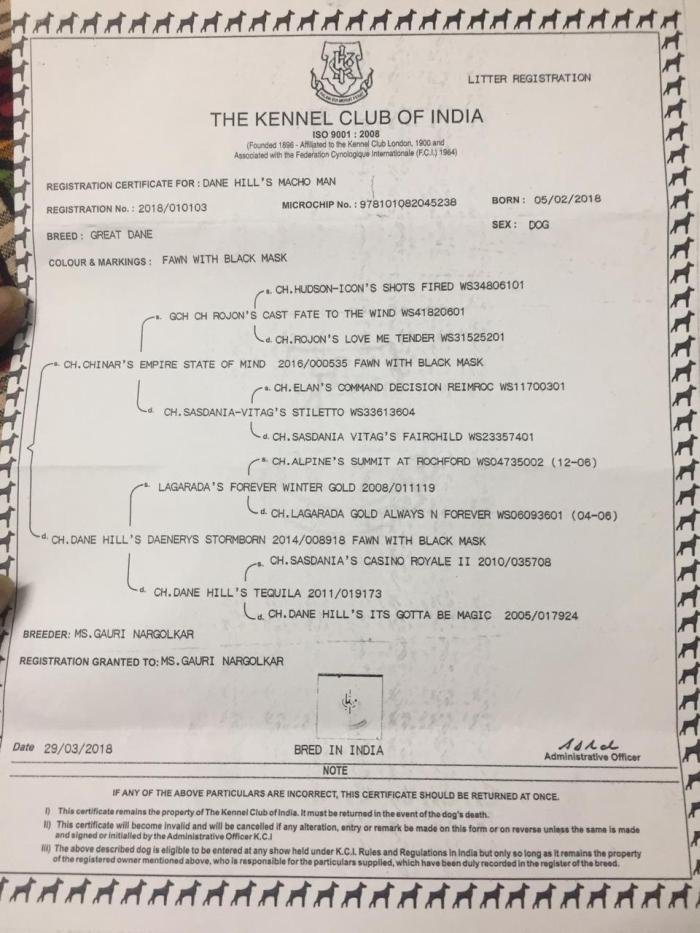 LITTER REGISTRATION
THE KENNEL CLUB OF INDIA
ISO 9001 : 2008
(Founded 1896 - Affiliated to the Kennel Club London, 1900 and
Associated with the Federation Cynologique Internationale (F.C.I.) 1964)
REGISTRATION CERTIFICATE FOR : DANE HILL'S MACHO MAN
REGISTRATION No. : 2018/010103 MICROCHIP No. : 978101082045238 BORN : 05/02/2018
BREED : GREAT DANE SEX : DOG
COLOUR & MARKINGS : FAWN WITH BLACK MASK
s. CH.HUDSON-ICON'S SHOTS FIRED WS34806101
s. GCH CH ROJON'S CAST FATE TO THE WIND WS41820601
d. CH.ROJON'S LOVE ME TENDER WS31525201
s. CH.CHINAR'S EMPIRE STATE OF MIND 2016/000535 FAWN WITH BLACK MASK
s. CH.ELAN'S COMMAND DECISION REIMROC WS11700301
d. CH.SASDANIA-VITAG'S STILETTO WS33613604
d. CH.SASDANIA VITAG'S FAIRCHILD WS23357401
s. CH.ALPINE'S SUMMIT AT ROCHFORD WS04735002 (12-06)
s. LAGARADA'S FOREVER WINTER GOLD 2008/011119
d. CH.LAGARADA GOLD ALWAYS N FOREVER WS06093601 (04-06)
d. CH.DANE HILL'S DAENERYS STORMBORN 2014/008918 FAWN WITH BLACK MASK
s. CH.SASDANIA'S CASINO ROYALE II 2010/035708
d. CH.DANE HILL'S TEQUILA 2011/019173
d. CH.DANE HILL'S ITS GOTTA BE MAGIC 2005/017924
BREEDER: MS.GAURI NARGOLKAR
REGISTRATION GRANTED TO: MS.GAURI NARGOLKAR
Date 29/03/2018 BRED IN INDIA Administrative Officer
NOTE
IF ANY OF THE ABOVE PARTICULARS ARE INCORRECT, THIS CERTIFICATE SHOULD BE RETURNED AT ONCE.
I) This certificate remains the property of The Kennel Club of India. It must be returned in the event of the dog's death.
II) This certificate will become invalid and will be cancelled if any alteration, entry or remark be made on this form or on reverse unless the same is made
and signed or initialled by the Administrative Officer K.C.I
III) The above described dog is eligible to be entered at any show held under K.C.I. Rules and Regulations in India but only so long as it remains the property
of the registered owner mentioned above, who is responsible for the particulars supplied, which have been duly recorded in the register of the breed.